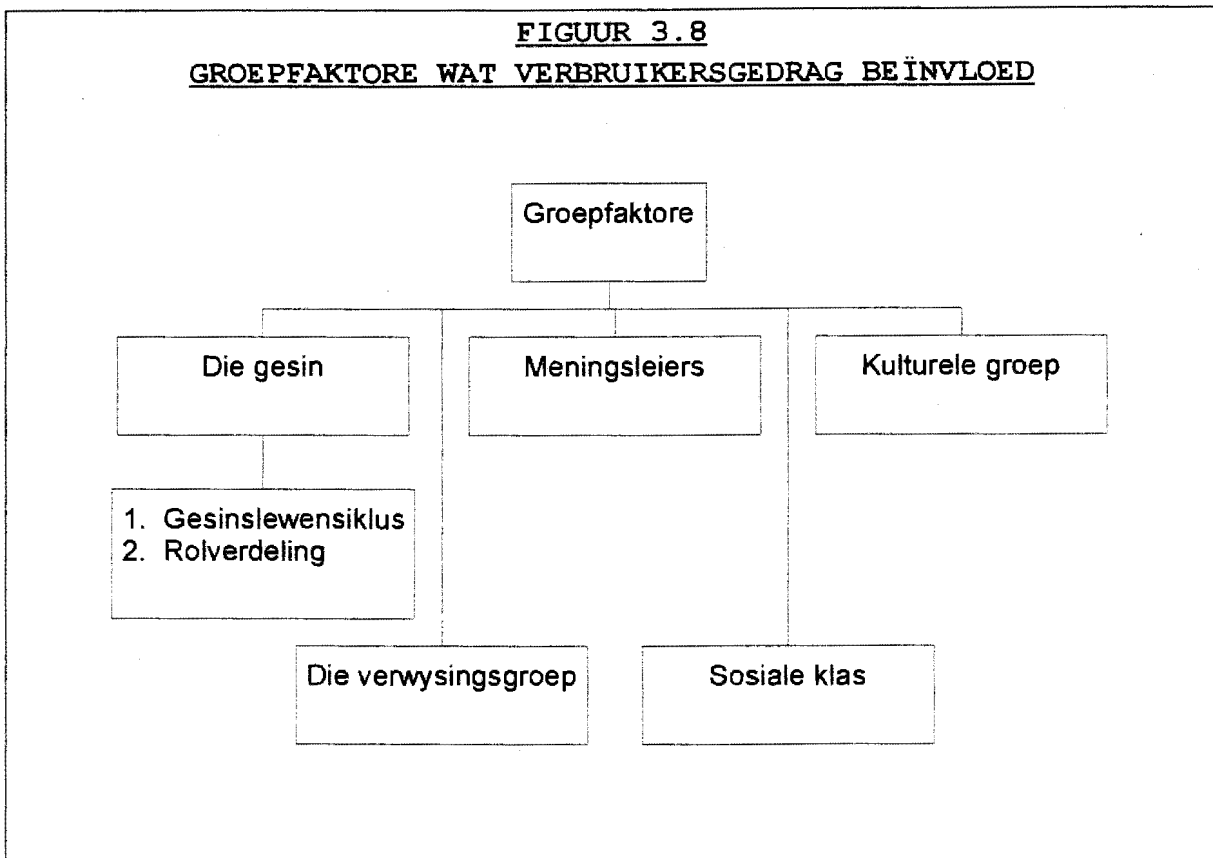 FIGUUR 3.8
GROEPFAKTORE WAT VERBRUIKERSGEDRAG BEÏNVLOED
Groepfaktore
Die gesin
Meningsleiers
Kulturele groep
1. Gesinslewensiklus
2. Rolverdeling
Die verwysingsgroep
Sosiale klas